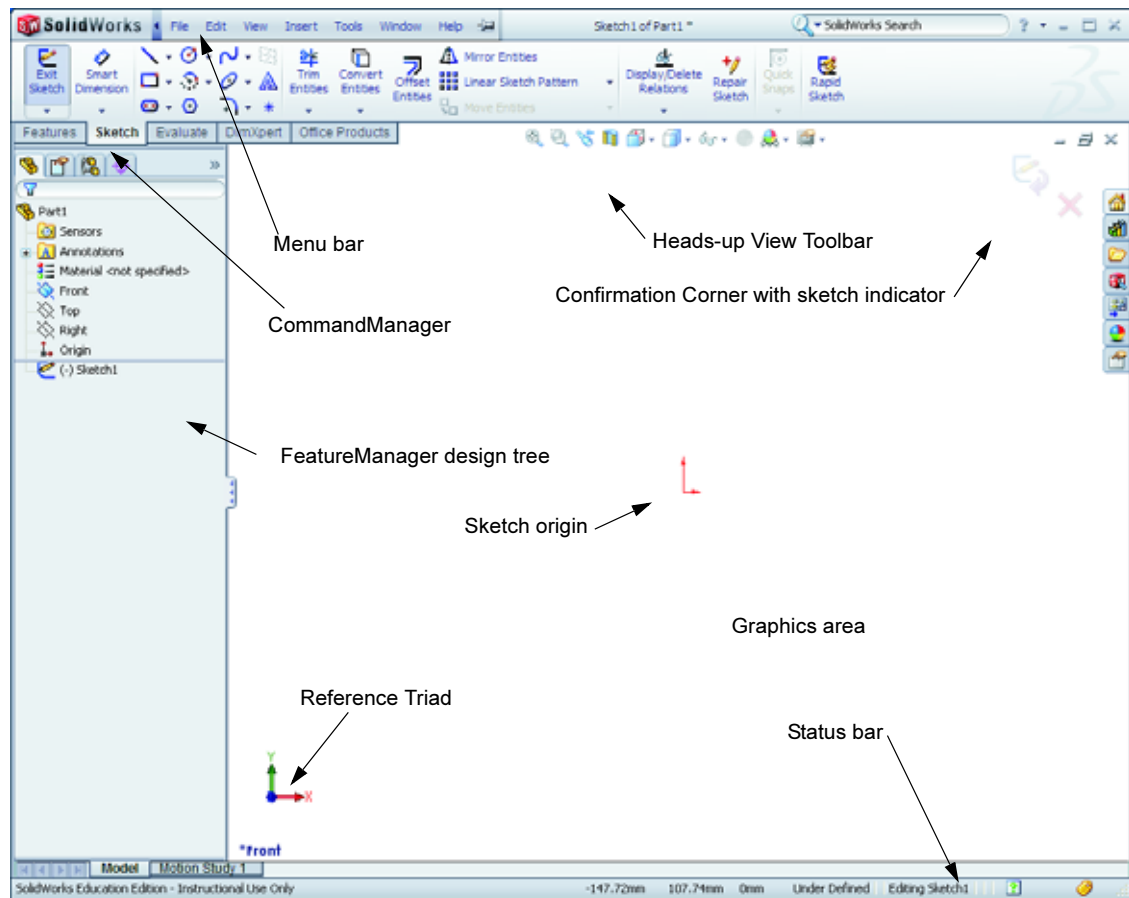 SolidWorks File Edit View Insert Tools Window Help Sketch1 of Part1 * SolidWorks Search ?
Exit Sketch
Smart Dimension
Trim Entities
Convert Entities
Offset Entities
Mirror Entities
Linear Sketch Pattern
Move Entities
Display/Delete Relations
Repair Sketch
Quick Snaps
Rapid Sketch
Features Sketch Evaluate DimXpert Office Products
Part1
Sensors
Annotations
Material <not specified>
Front
Top
Right
Origin
(-) Sketch1
Menu bar
Heads-up View Toolbar
Confirmation Corner with sketch indicator
CommandManager
FeatureManager design tree
Sketch origin
Graphics area
Reference Triad
Status bar
Y
X
*Front
Model Motion Study 1
SolidWorks Education Edition - Instructional Use Only -147.72mm 107.74mm 0mm Under Defined Editing Sketch1